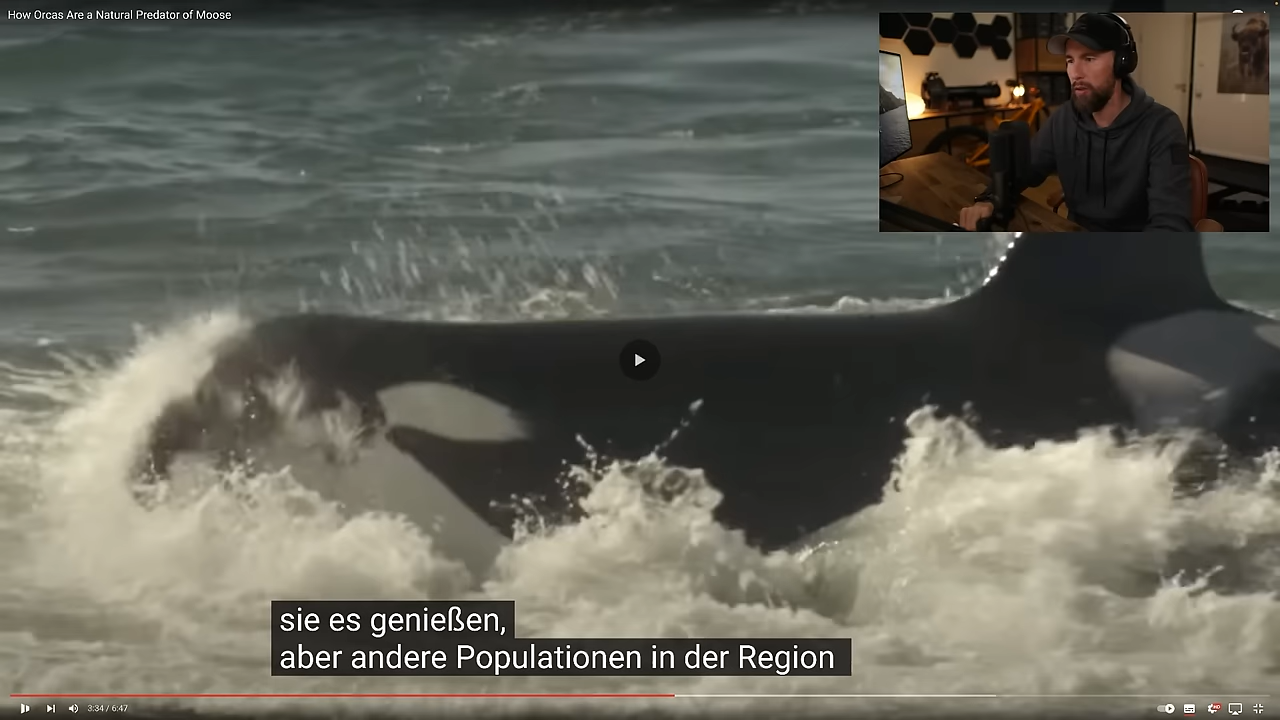 How Orcas Are a Natural Predator of Moose
sie es genießen,
aber andere Populationen in der Region
3:34 / 6:47
HD